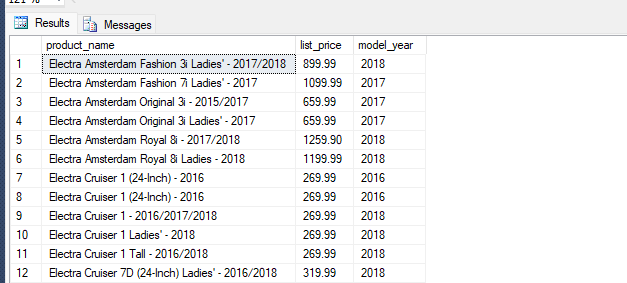 121 %
Results Messages
product_name list_price model_year
1 Electra Amsterdam Fashion 3i Ladies' - 2017/2018 899.99 2018
2 Electra Amsterdam Fashion 7i Ladies' - 2017 1099.99 2017
3 Electra Amsterdam Original 3i - 2015/2017 659.99 2017
4 Electra Amsterdam Original 3i Ladies' - 2017 659.99 2017
5 Electra Amsterdam Royal 8i - 2017/2018 1259.90 2018
6 Electra Amsterdam Royal 8i Ladies - 2018 1199.99 2018
7 Electra Cruiser 1 (24-Inch) - 2016 269.99 2016
8 Electra Cruiser 1 (24-Inch) - 2016 269.99 2016
9 Electra Cruiser 1 - 2016/2017/2018 269.99 2018
10 Electra Cruiser 1 Ladies' - 2018 269.99 2018
11 Electra Cruiser 1 Tall - 2016/2018 269.99 2018
12 Electra Cruiser 7D (24-Inch) Ladies' - 2016/2018 319.99 2018